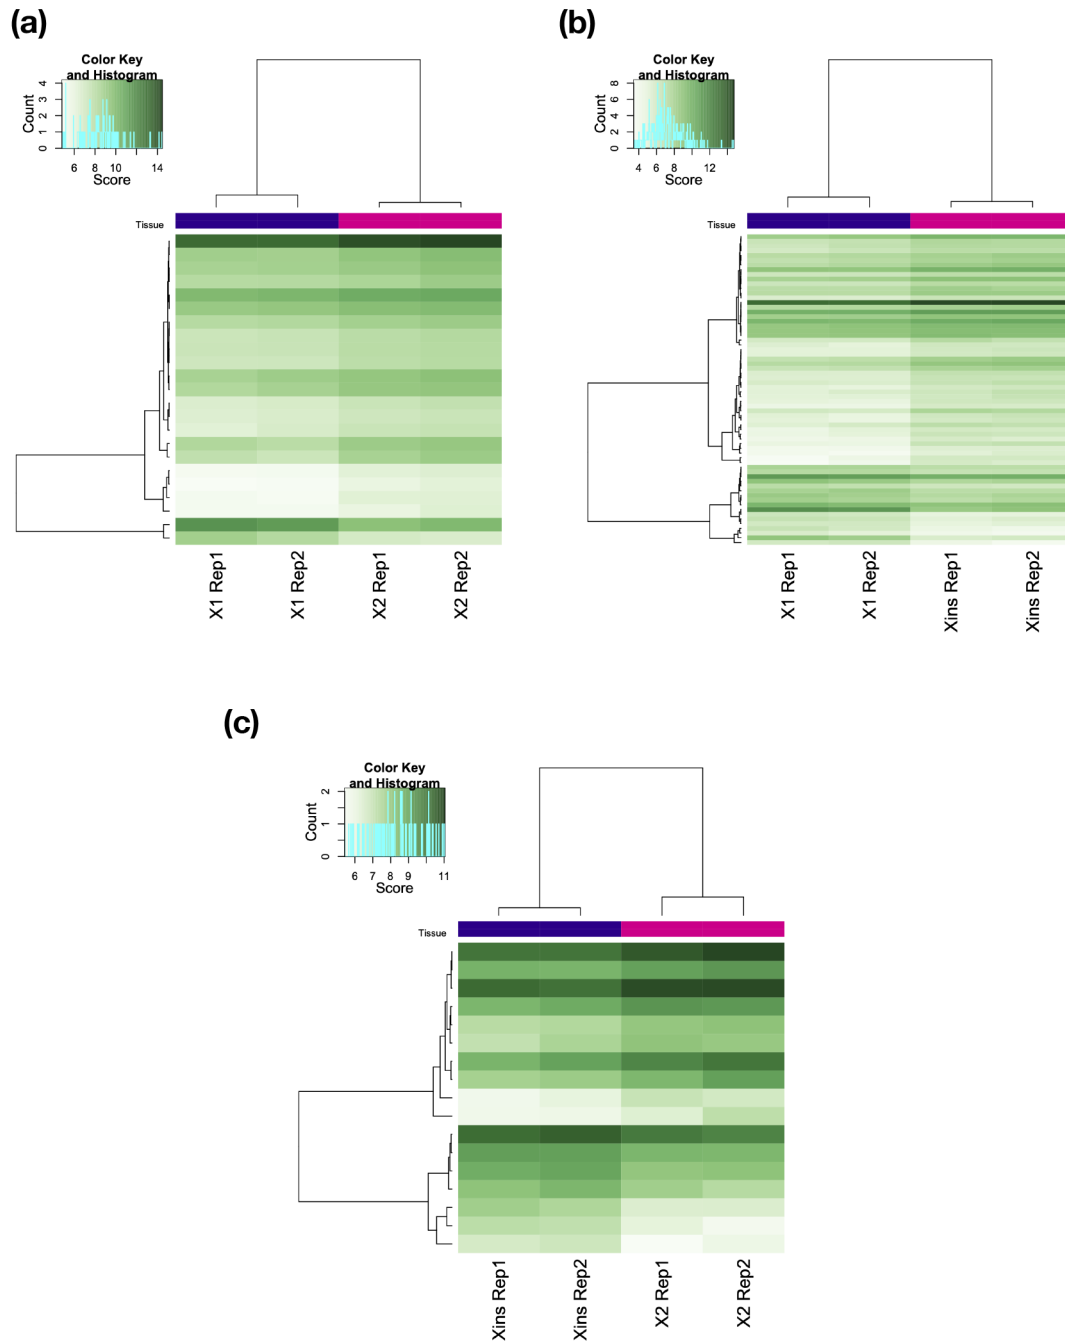 (a)
Color Key
and Histogram
Count
0 1 2 3 4
6 8 10 14
Score
Tissue
X1 Rep1
X1 Rep2
X2 Rep1
X2 Rep2
(b)
Color Key
and Histogram
Count
0 2 4 6 8
4 6 8 12
Score
Tissue
X1 Rep1
X1 Rep2
Xins Rep1
Xins Rep2
(c)
Color Key
and Histogram
Count
0 1 2
6 7 8 9 11
Score
Tissue
Xins Rep1
Xins Rep2
X2 Rep1
X2 Rep2